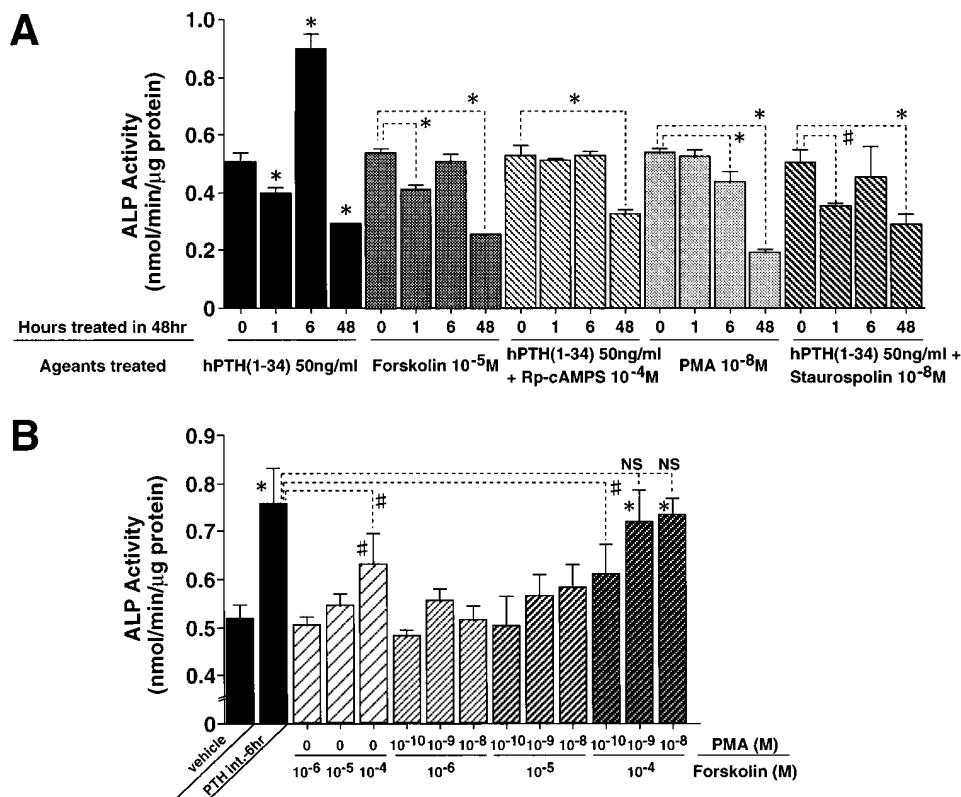 A
ALP Activity
(nmol/min/µg protein)
1.0
0.8
0.6
0.4
0.2
0
*
*
*
*
*
*
*
*
#
*
Hours treated in 48hr
0 1 6 48 0 1 6 48 0 1 6 48 0 1 6 48 0 1 6 48
Ageants treated
hPTH(1-34) 50ng/ml
Forskolin 10⁻⁵M
hPTH(1-34) 50ng/ml
+ Rp-cAMPS 10⁻⁴M
PMA 10⁻⁸M
hPTH(1-34) 50ng/ml +
Staurospolin 10⁻⁸M
B
ALP Activity
(nmol/min/µg protein)
0.9
0.8
0.7
0.6
0.5
0.4
0
*
#
#
#
NS
NS
*
*
vehicle
PTH int.-6hr
0 0 0 10⁻¹⁰ 10⁻⁹ 10⁻⁸ 10⁻¹⁰ 10⁻⁹ 10⁻⁸ 10⁻¹⁰ 10⁻⁹ 10⁻⁸ PMA (M)
10⁻⁶ 10⁻⁵ 10⁻⁴ 10⁻⁶ 10⁻⁵ 10⁻⁴ Forskolin (M)